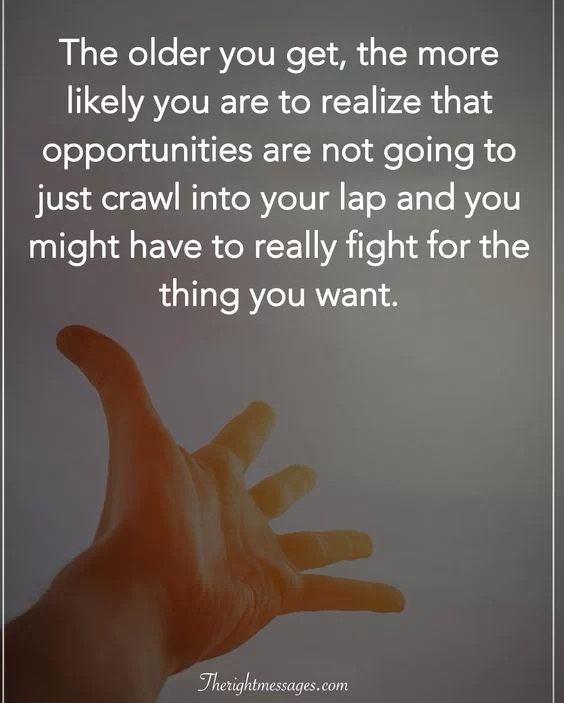 The older you get, the more
likely you are to realize that
opportunities are not going to
just crawl into your lap and you
might have to really fight for the
thing you want.
Therightmessages.com